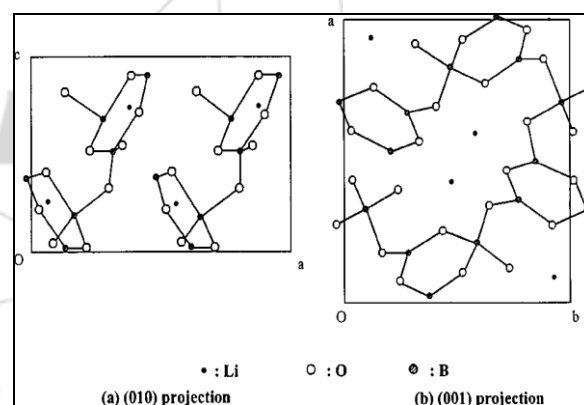 c
a
O
a
O
b
• : Li
○ : O
: B
(a) (010) projection
(b) (001) projection